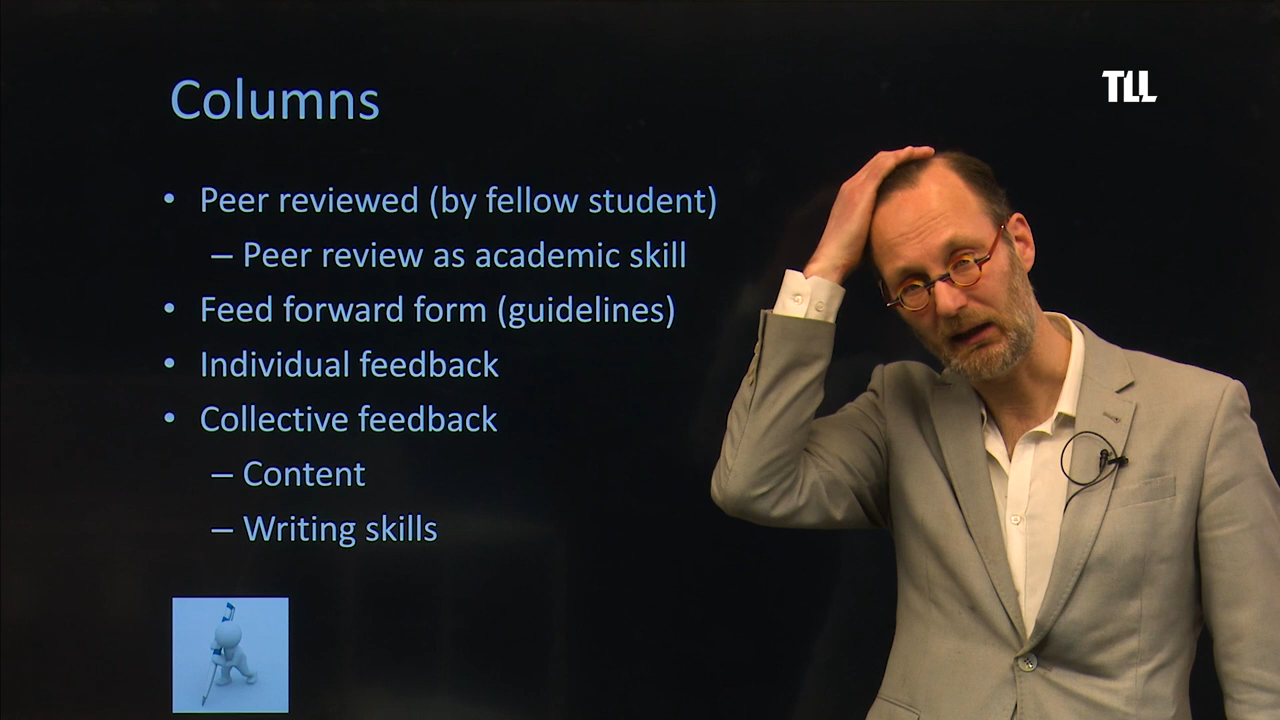 Columns
TLL
• Peer reviewed (by fellow student)
– Peer review as academic skill
• Feed forward form (guidelines)
• Individual feedback
• Collective feedback
– Content
– Writing skills